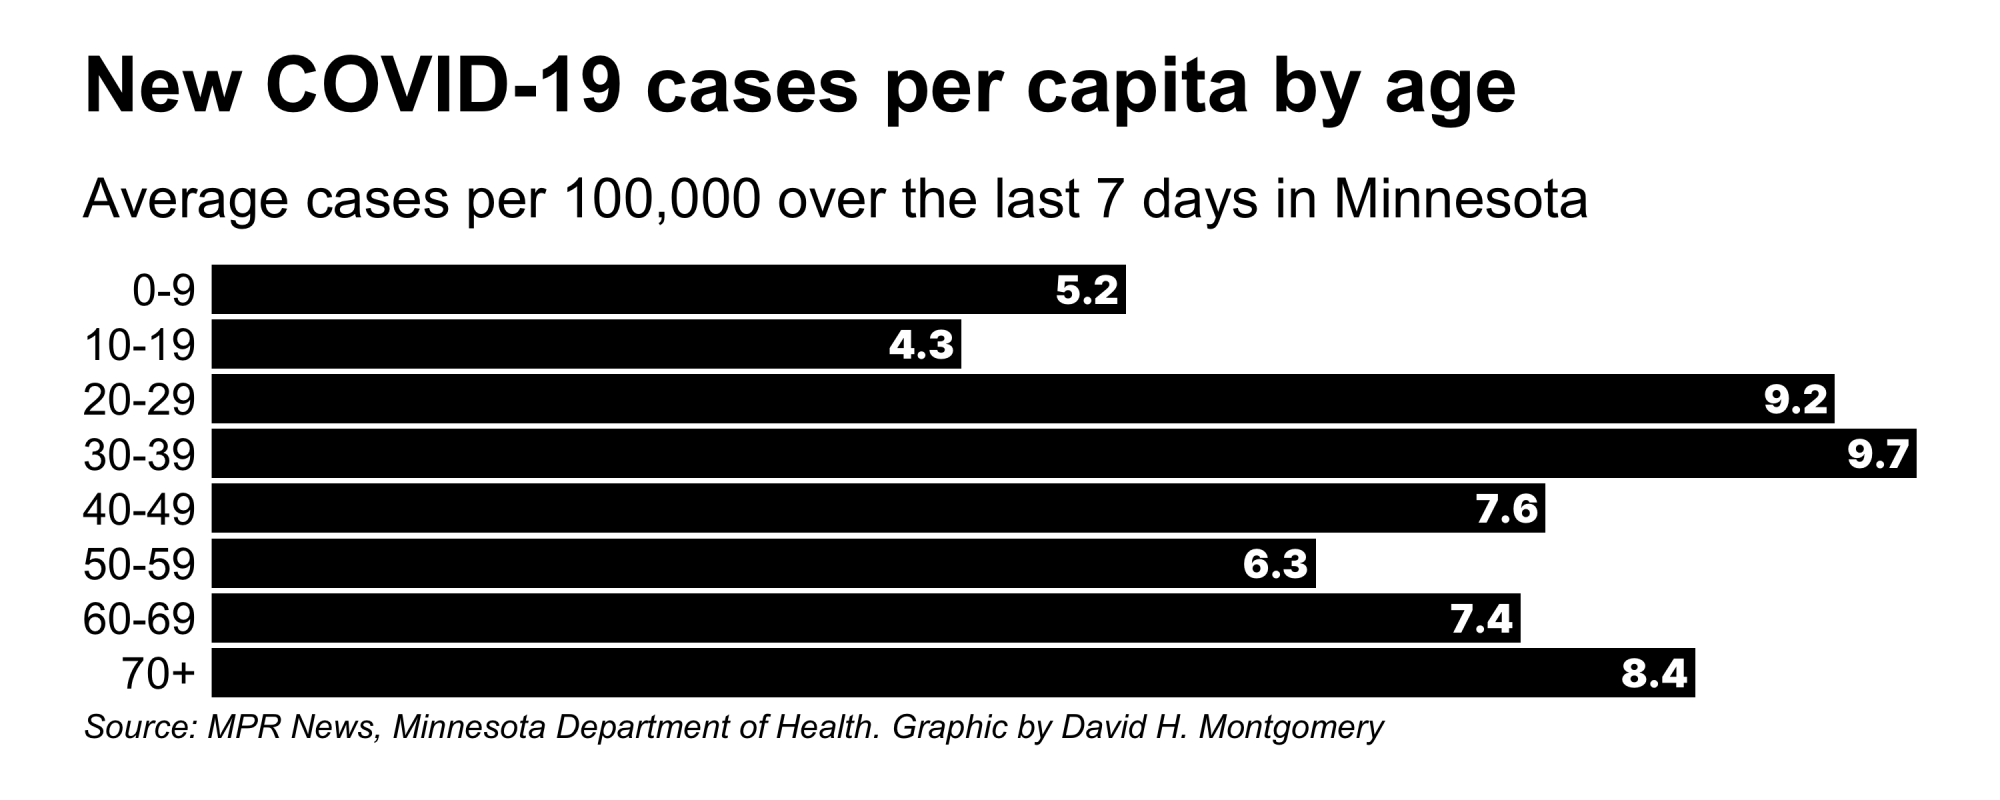 New COVID-19 cases per capita by age
Average cases per 100,000 over the last 7 days in Minnesota
0-9 5.2
10-19 4.3
20-29 9.2
30-39 9.7
40-49 7.6
50-59 6.3
60-69 7.4
70+ 8.4
Source: MPR News, Minnesota Department of Health. Graphic by David H. Montgomery